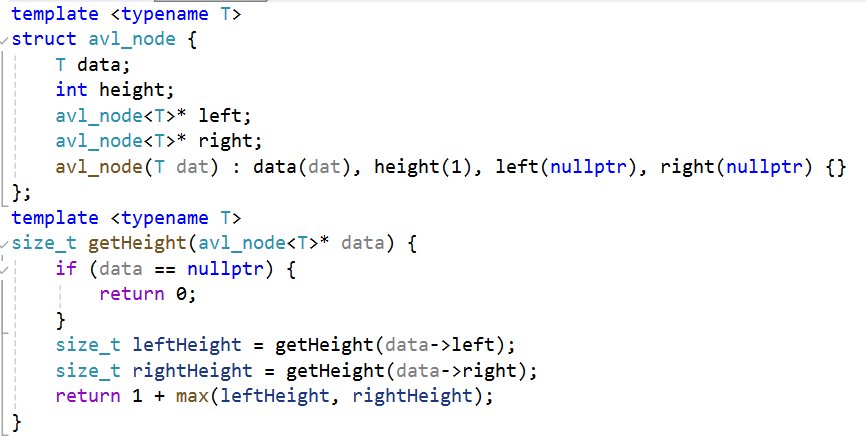 template <typename T>
struct avl_node {
    T data;
    int height;
    avl_node<T>* left;
    avl_node<T>* right;
    avl_node(T dat) : data(dat), height(1), left(nullptr), right(nullptr) {}
};
template <typename T>
size_t getHeight(avl_node<T>* data) {
    if (data == nullptr) {
        return 0;
    }
    size_t leftHeight = getHeight(data->left);
    size_t rightHeight = getHeight(data->right);
    return 1 + max(leftHeight, rightHeight);
}